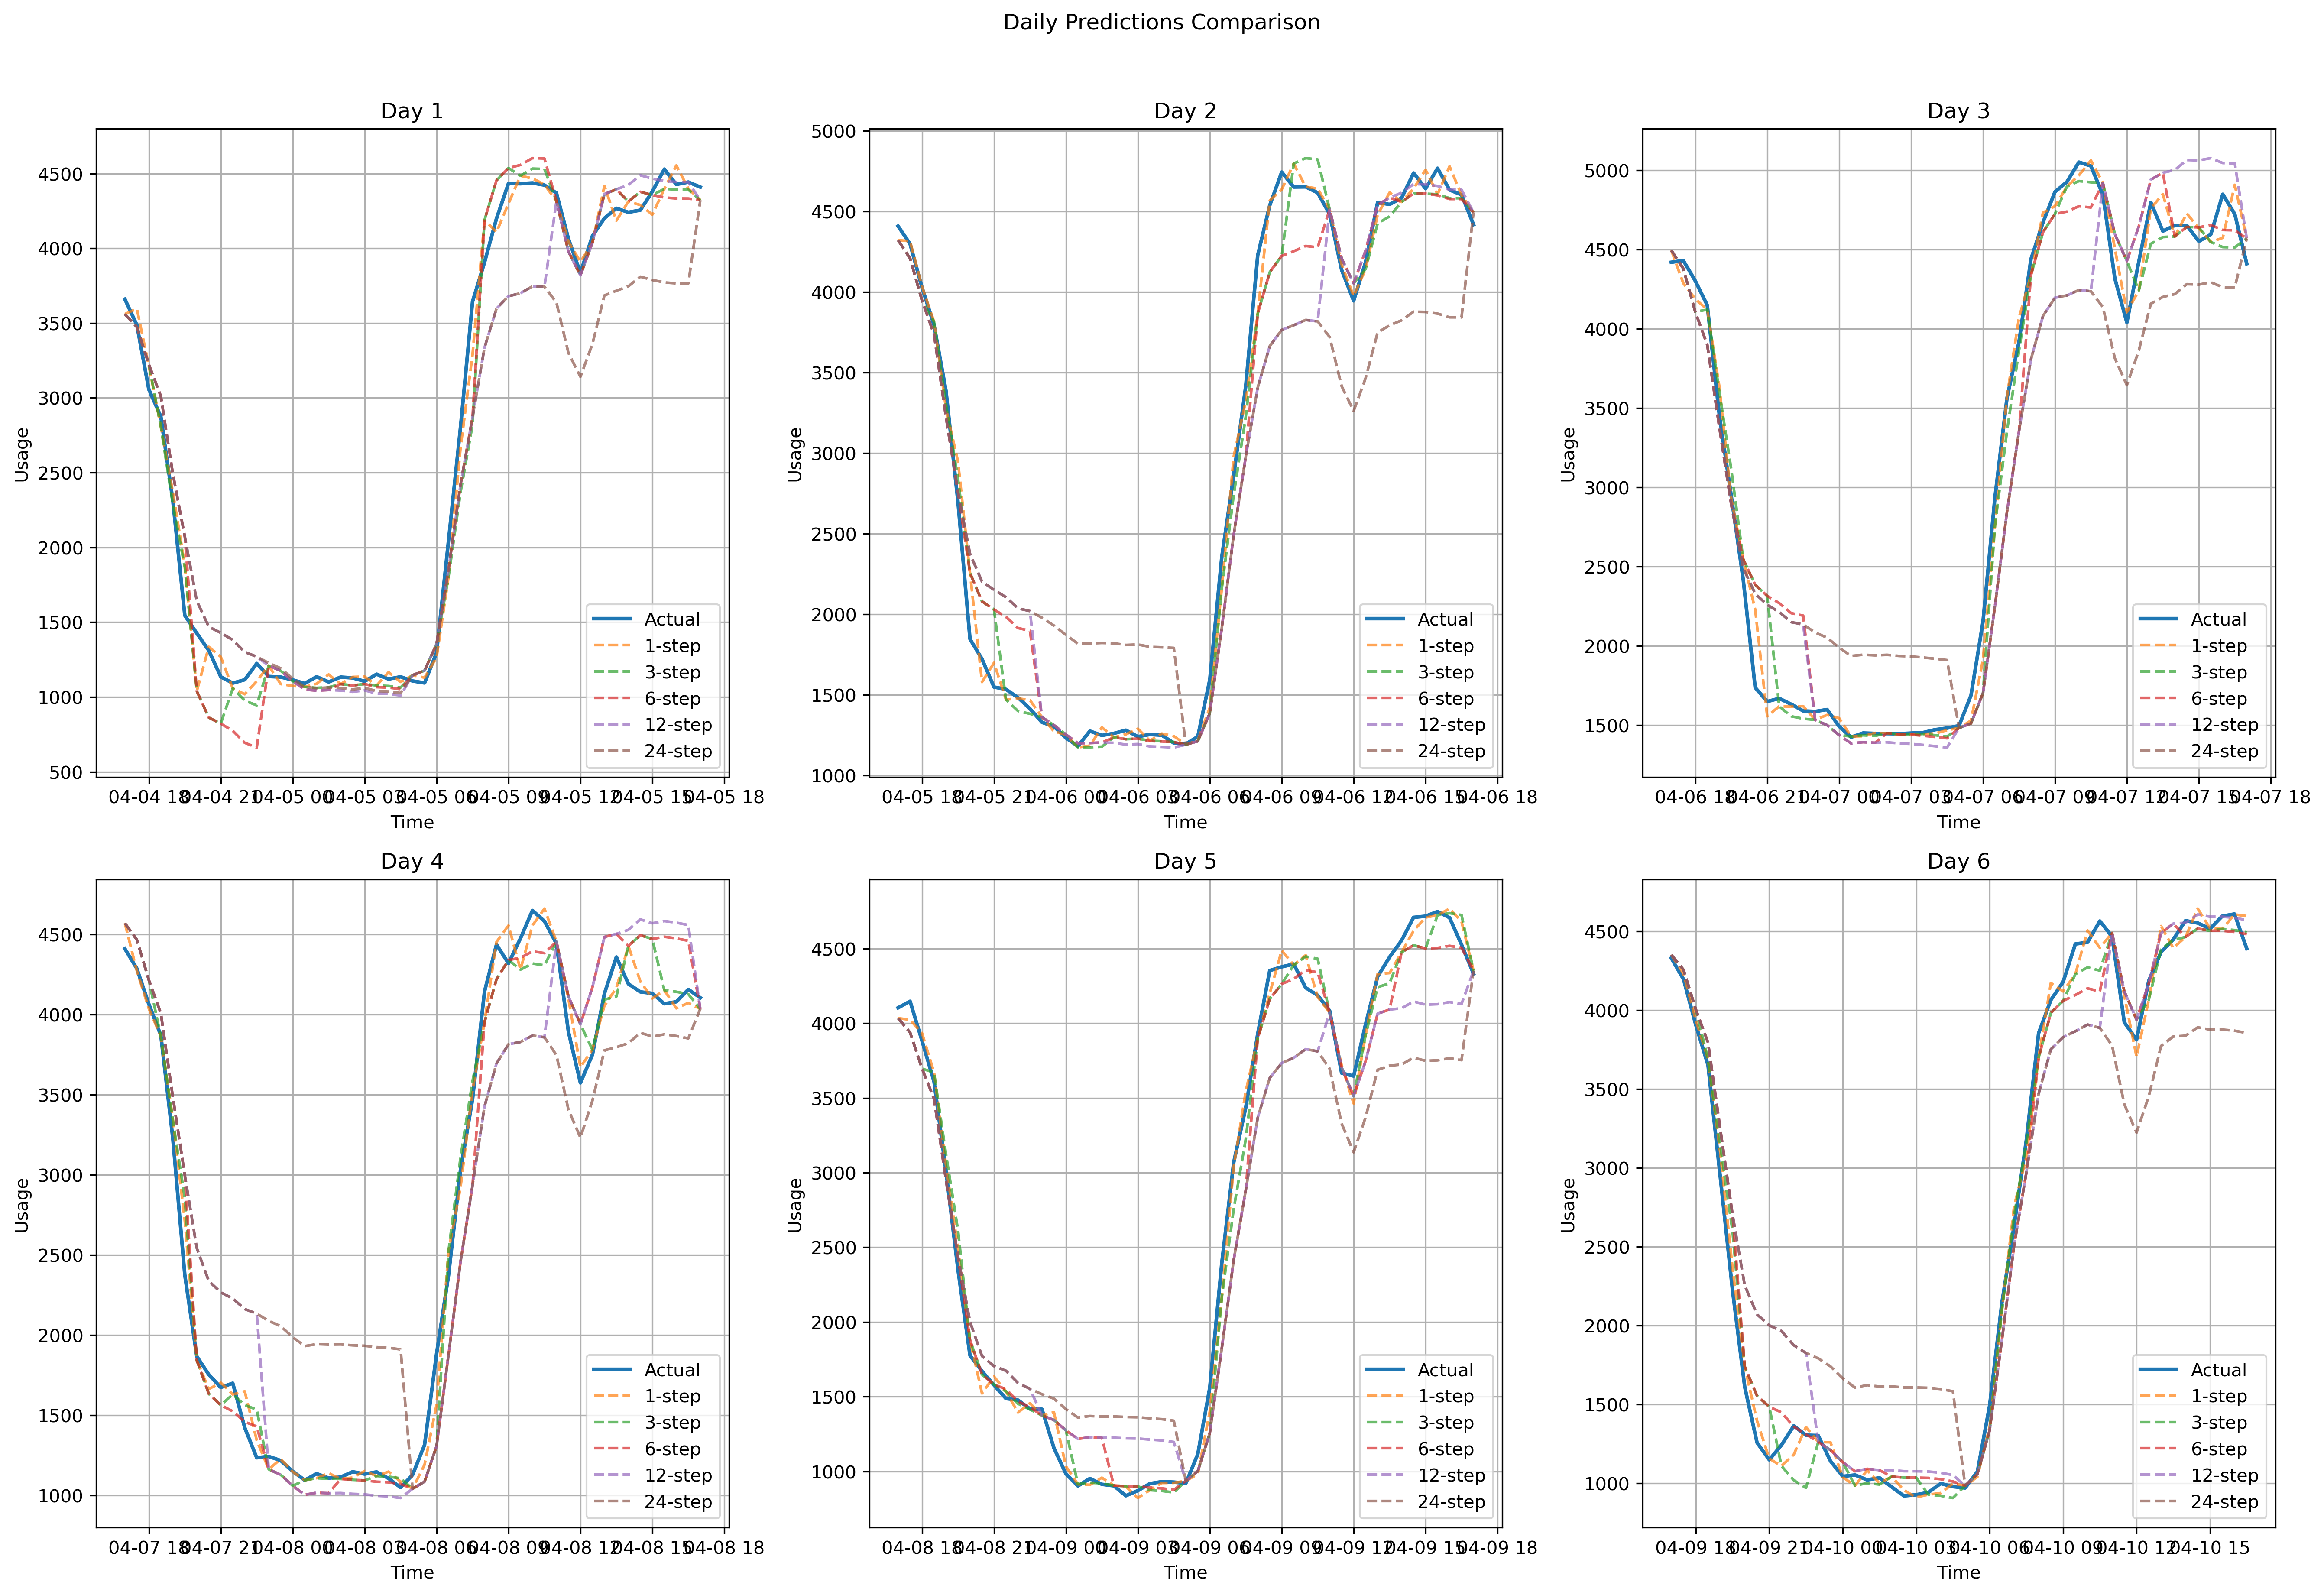 Daily Predictions Comparison
Day 1
4500
4000
3500
3000
2500
2000
1500
1000
500
Usage
Actual
1-step
3-step
6-step
12-step
24-step
04-04 18 04-04 21 04-05 00 04-05 03 04-05 06 04-05 09 04-05 12 04-05 15 04-05 18
Time
Day 2
5000
4500
4000
3500
3000
2500
2000
1500
1000
Usage
Actual
1-step
3-step
6-step
12-step
24-step
04-05 18 04-05 21 04-06 00 04-06 03 04-06 06 04-06 09 04-06 12 04-06 15 04-06 18
Time
Day 3
5000
4500
4000
3500
3000
2500
2000
1500
Usage
Actual
1-step
3-step
6-step
12-step
24-step
04-06 18 04-06 21 04-07 00 04-07 03 04-07 06 04-07 09 04-07 12 04-07 15 04-07 18
Time
Day 4
4500
4000
3500
3000
2500
2000
1500
1000
Usage
Actual
1-step
3-step
6-step
12-step
24-step
04-07 18 04-07 21 04-08 00 04-08 03 04-08 06 04-08 09 04-08 12 04-08 15 04-08 18
Time
Day 5
4500
4000
3500
3000
2500
2000
1500
1000
Usage
Actual
1-step
3-step
6-step
12-step
24-step
04-08 18 04-08 21 04-09 00 04-09 03 04-09 06 04-09 09 04-09 12 04-09 15 04-09 18
Time
Day 6
4500
4000
3500
3000
2500
2000
1500
1000
Usage
Actual
1-step
3-step
6-step
12-step
24-step
04-09 18 04-09 21 04-10 00 04-10 03 04-10 06 04-10 09 04-10 12 04-10 15
Time